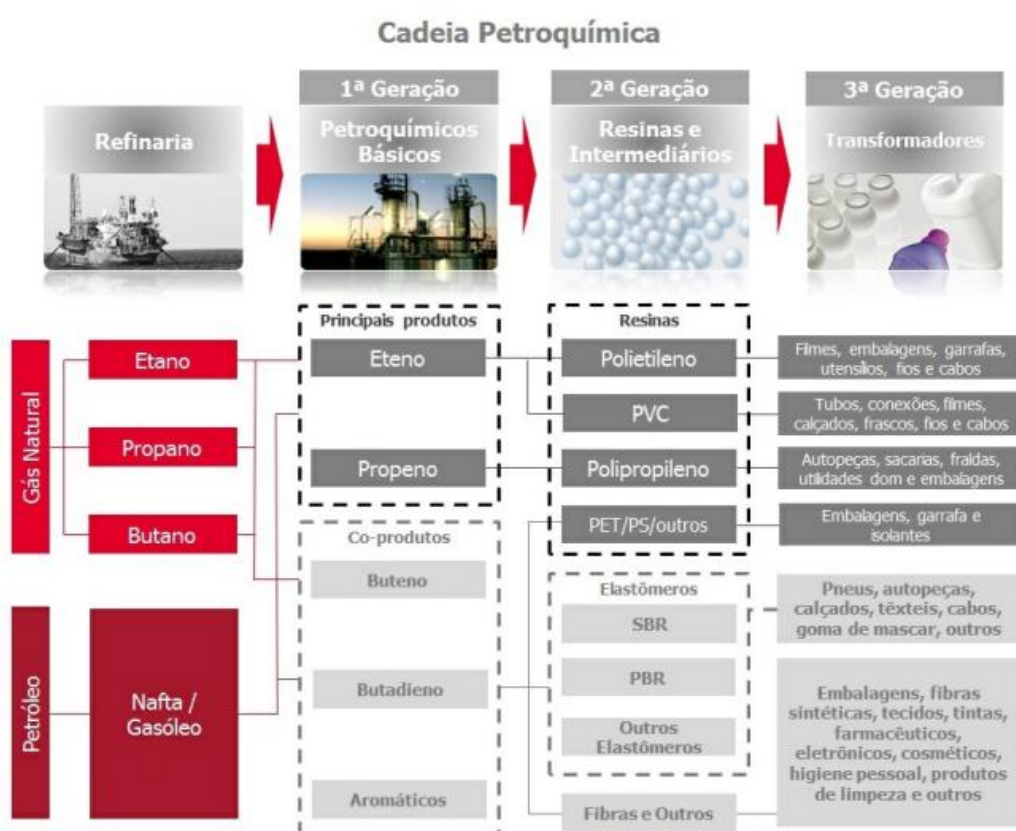 Cadeia Petroquímica
Refinaria
1ª Geração
Petroquímicos
Básicos
2ª Geração
Resinas e
Intermediários
3ª Geração
Transformadores
Gás Natural
Etano
Propano
Butano
Petróleo
Nafta /
Gasóleo
Principais produtos
Eteno
Propeno
Co-produtos
Buteno
Butadieno
Aromáticos
Resinas
Polietileno
PVC
Polipropileno
PET/PS/outros
Elastômeros
SBR
PBR
Outros
Elastômeros
Fibras e Outros
Filmes, embalagens, garrafas,
utensílios, fios e cabos
Tubos, conexões, filmes,
calçados, frascos, fios e cabos
Autopeças, sacarias, fraldas,
utilidades dom e embalagens
Embalagens, garrafa e
isolantes
Pneus, autopeças,
calçados, têxteis, cabos,
goma de mascar, outros
Embalagens, fibras
sintéticas, tecidos, tintas,
farmacêuticos,
eletrônicos, cosméticos,
higiene pessoal, produtos
de limpeza e outros